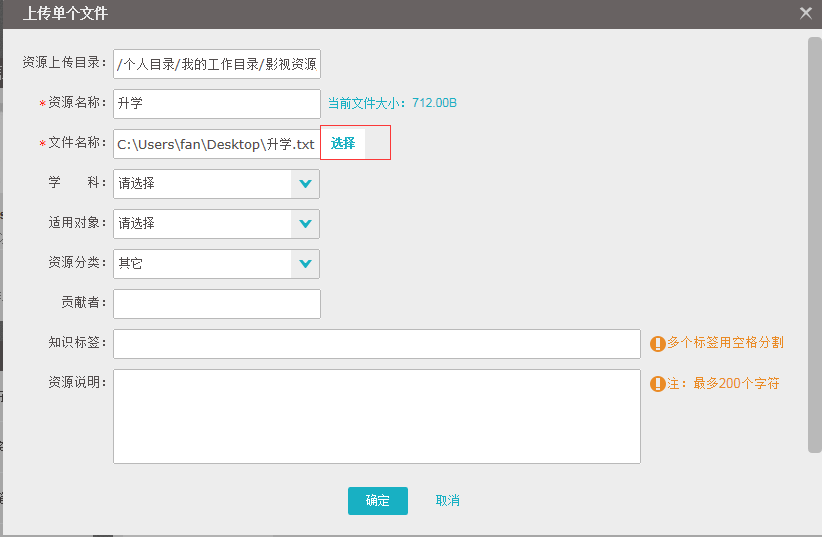 上传单个文件
资源上传目录: /个人目录/我的工作目录/影视资源
*资源名称: 升学 当前文件大小: 712.00B
*文件名称: C:\Users\fan\Desktop\升学.txt 选择
学 科: 请选择
适用对象: 请选择
资源分类: 其它
贡献者:
知识标签: 多个标签用空格分割
资源说明: 注: 最多200个字符
确定 取消